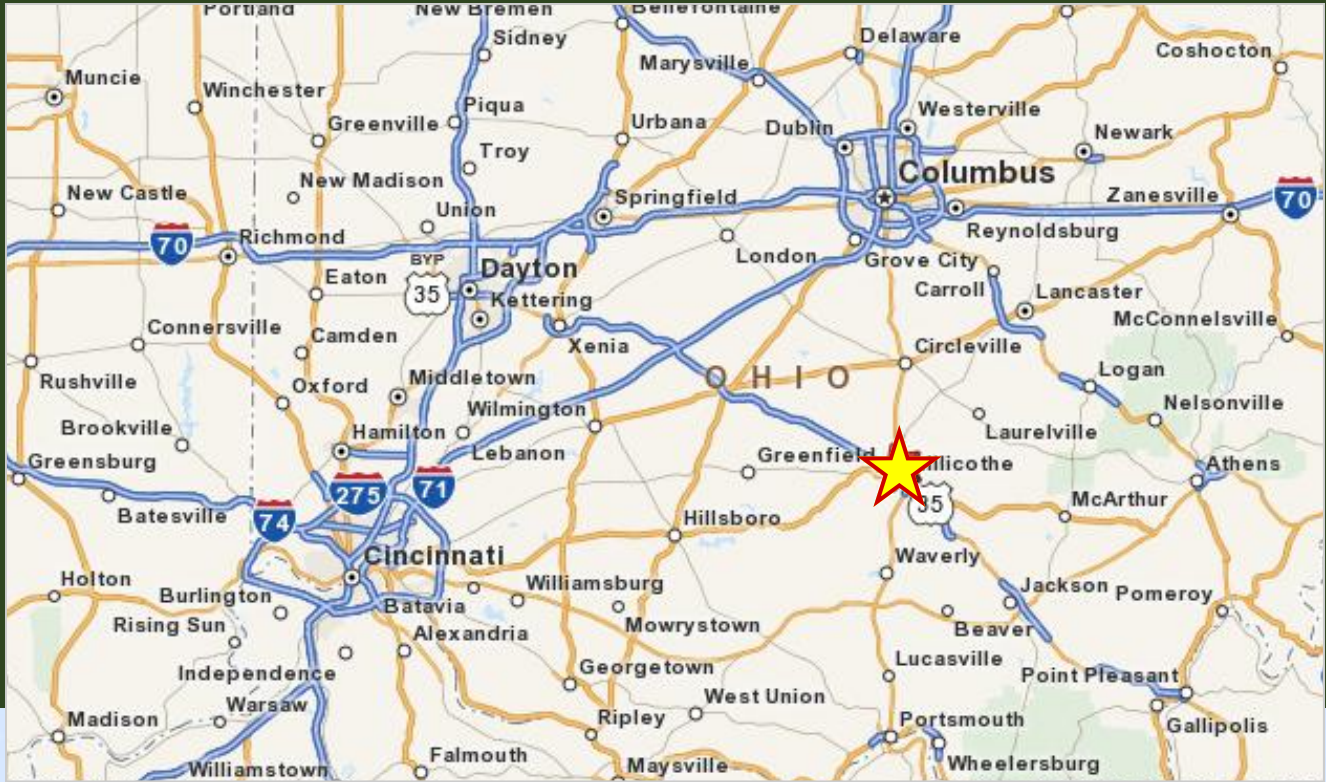 Portland
New Bremen
Bellefontaine
Sidney
Delaware
Coshocton
Marysville
Muncie
Winchester
Piqua
Westerville
Greenville
Urbana
Dublin
Newark
Troy
Columbus
New Castle
New Madison
Springfield
Zanesville
70
Union
70
Richmond
Reynoldsburg
BYP
35
Dayton
London
Grove City
Eaton
Kettering
Carroll
Lancaster
Connersville
Camden
Xenia
Circleville
McConnelsville
Rushville
Oxford
Middletown
OHIO
Logan
Wilmington
Nelsonville
Brookville
Hamilton
Laurelville
Greensburg
Lebanon
Greenfield
Athens
275
71
35
McArthur
Batesville
74
Hillsboro
Cincinnati
Waverly
Holton
Burlington
Williamsburg
Jackson
Pomeroy
Batavia
Rising Sun
Mowrystown
Beaver
Alexandria
Independence
Georgetown
Lucasville
Point Pleasant
Warsaw
West Union
Madison
Ripley
Portsmouth
Gallipolis
Falmouth
Williamstown
Maysville
Wheelersburg